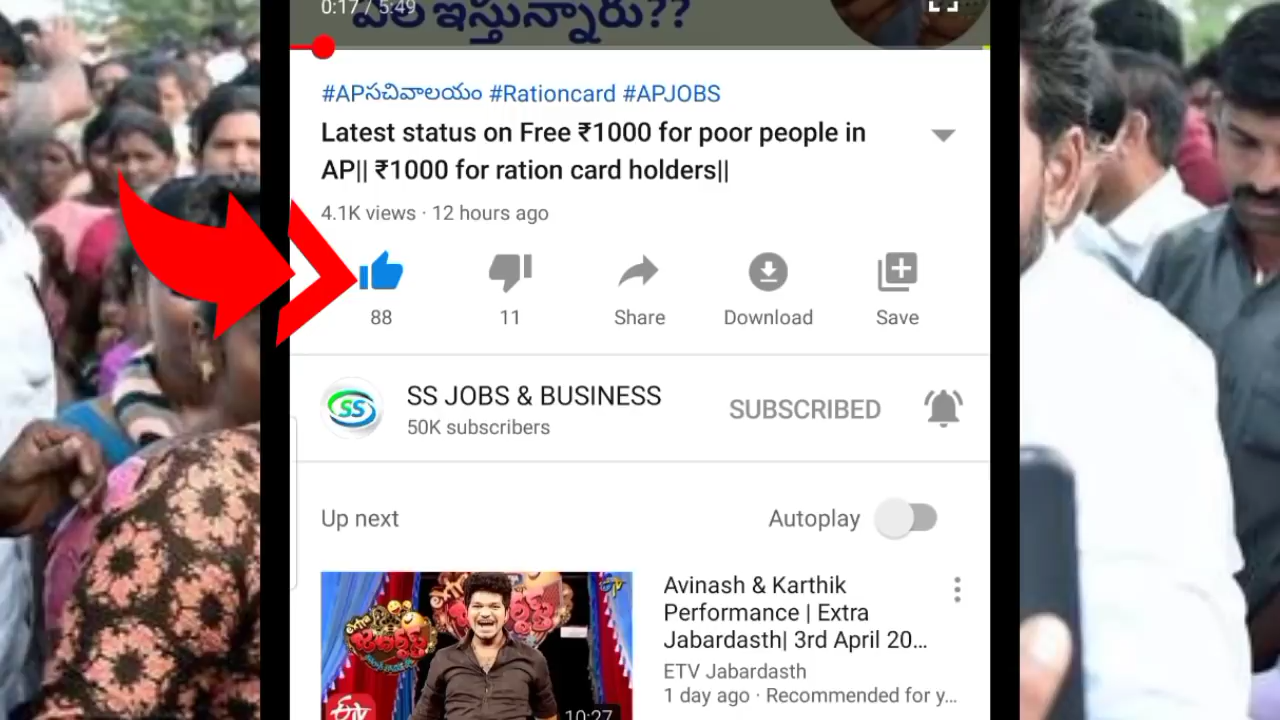 0:17 / 5:49
ఏల ఇస్తున్నారు??
#APసచివాలయం #Rationcard #APJOBS
Latest status on Free ₹1000 for poor people in
AP|| ₹1000 for ration card holders||
4.1K views · 12 hours ago
88
11
Share
Download
Save
SS
SS JOBS & BUSINESS
50K subscribers
SUBSCRIBED
Up next
Autoplay
Avinash & Karthik
Performance | Extra
Jabardasth| 3rd April 20...
ETV Jabardasth
1 day ago · Recommended for y...
10:27